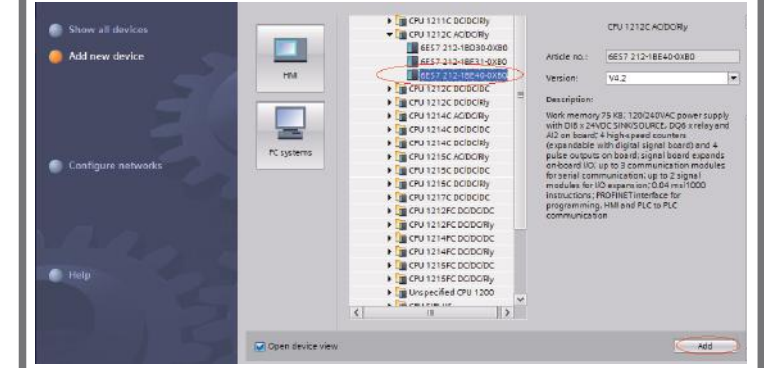 Show all devices
Add new device
Configure networks
Help
HMI
PC systems
CPU 1211C DC/DC/Rly
CPU 1212C AC/DC/Rly
6ES7 212-1BD30-0XB0
6ES7 212-1BE31-0XB0
6ES7 212-1BE40-0XB0
CPU 1212C DC/DC/DC
CPU 1212C DC/DC/Rly
CPU 1214C AC/DC/Rly
CPU 1214C DC/DC/DC
CPU 1214C DC/DC/Rly
CPU 1215C AC/DC/Rly
CPU 1215C DC/DC/DC
CPU 1215C DC/DC/Rly
CPU 1217C DC/DC/DC
CPU 1212FC DC/DC/DC
CPU 1212FC DC/DC/Rly
CPU 1214FC DC/DC/DC
CPU 1214FC DC/DC/Rly
CPU 1215FC DC/DC/DC
CPU 1215FC DC/DC/Rly
Unspecified CPU 1200
Open device view
CPU 1212C AC/DC/Rly
Article no.: 6ES7 212-1BE40-0XB0
Version: V4.2
Description:
Work memory 75 KB; 120/240VAC power supply
with DI8 x 24VDC SINK/SOURCE, DQ6 x relay and
AI2 on board; 4 high-speed counters
(expandable with digital signal board) and 4
pulse outputs on board; signal board expands
on-board I/O; up to 3 communication modules
for serial communication; up to 2 signal
modules for I/O expansion; 0.04 ms/1000
instructions; PROFINET interface for
programming, HMI and PLC to PLC
communication
Add